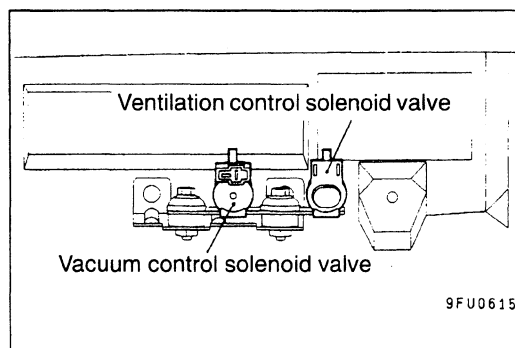 Ventilation control solenoid valve
Vacuum control solenoid valve
9FU0615